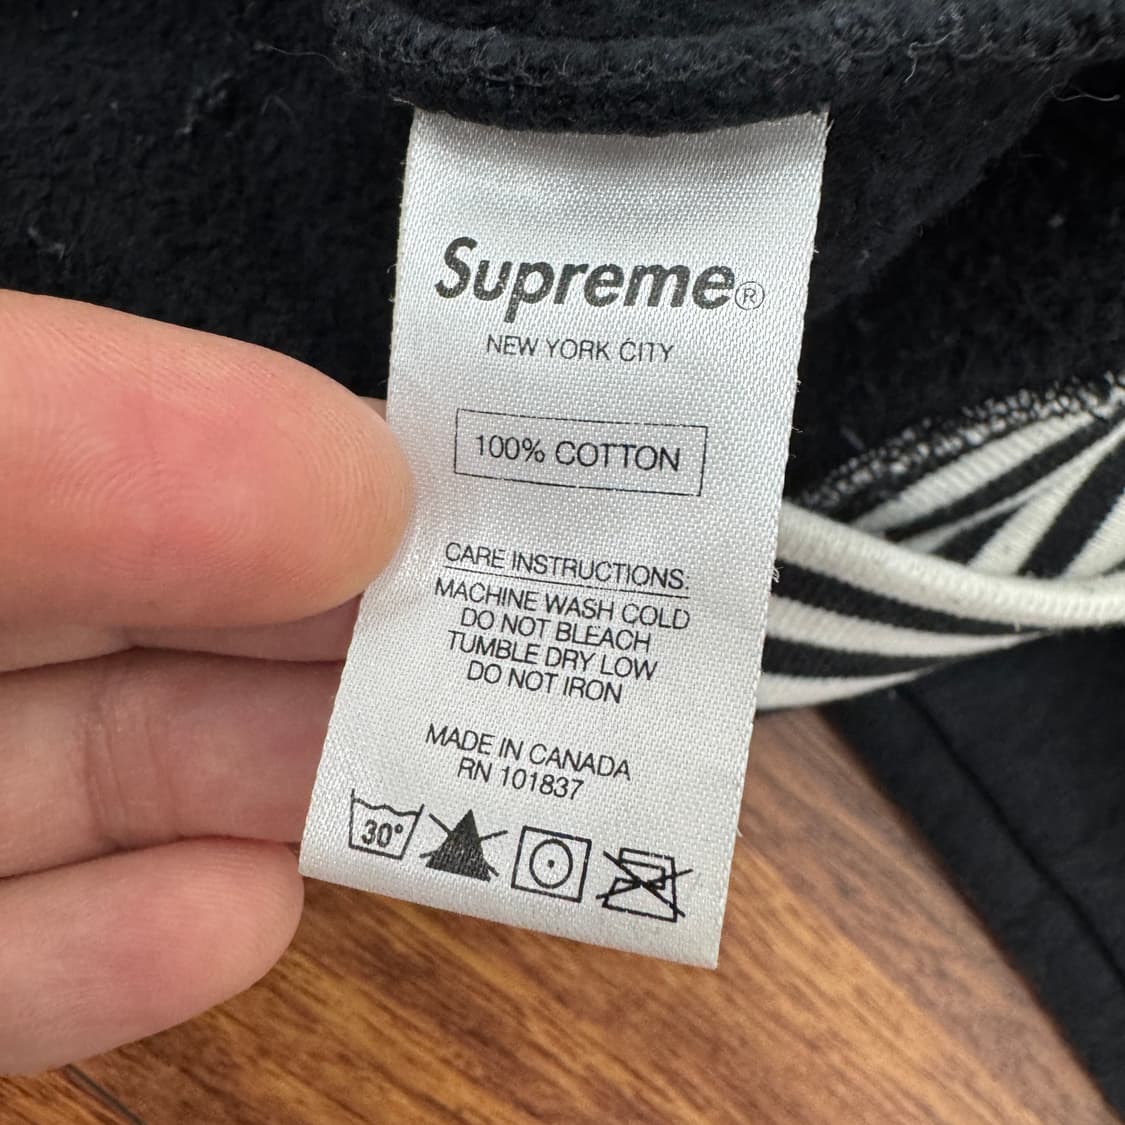 Supreme®
NEW YORK CITY
100% COTTON
CARE INSTRUCTIONS:
MACHINE WASH COLD
DO NOT BLEACH
TUMBLE DRY LOW
DO NOT IRON
MADE IN CANADA
RN 101837
30°